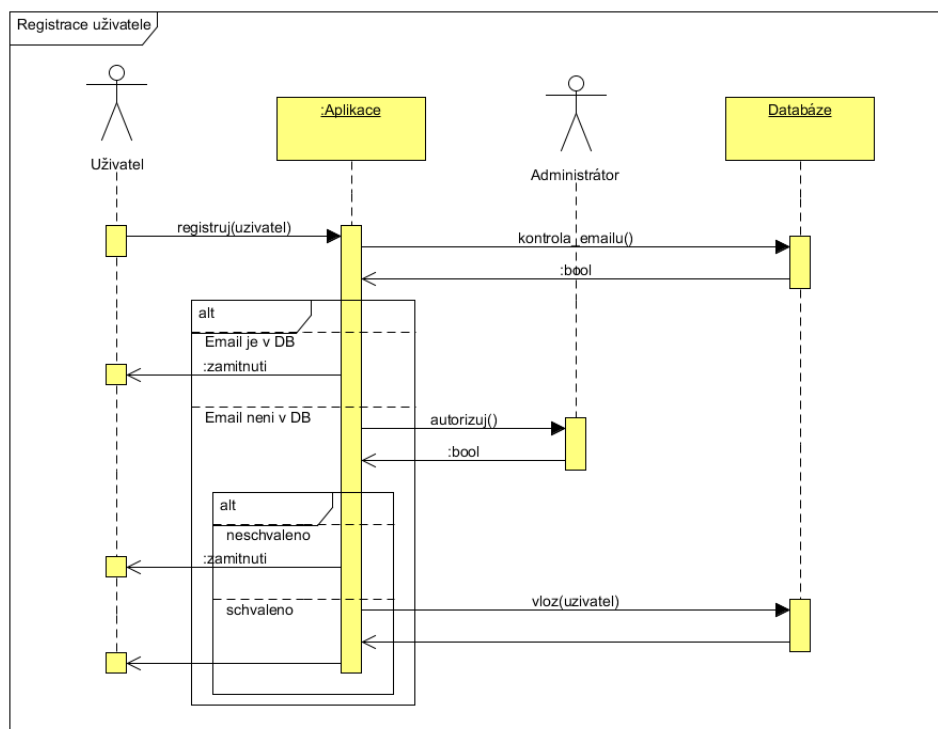 Registrace uživatele
:Aplikace
Databáze
Uživatel
Administrátor
registruj(uzivatel)
kontrola_emailu()
:bool
alt
Email je v DB
:zamitnuti
Email neni v DB
autorizuj()
:bool
alt
neschvaleno
:zamitnuti
schvaleno
vloz(uzivatel)